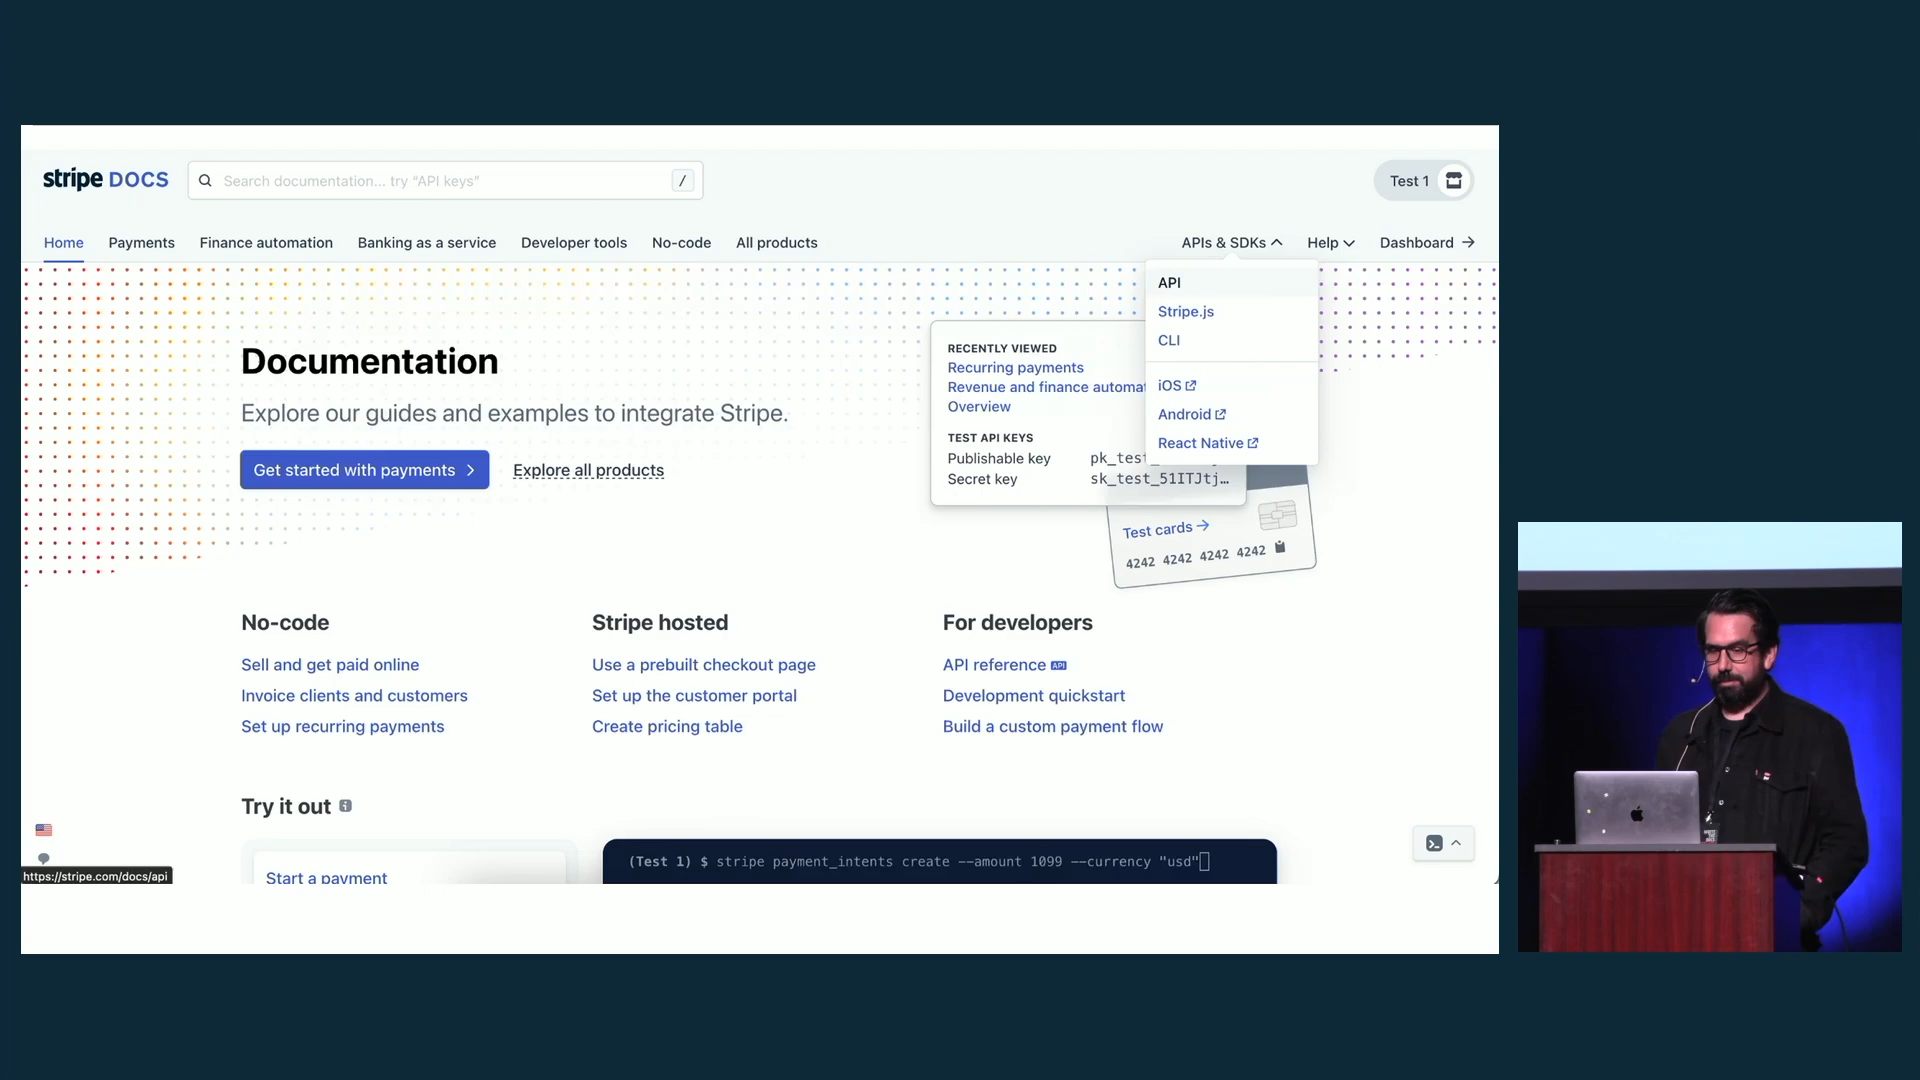 stripe DOCS
Search documentation... try "API keys"
/
Test 1
Home
Payments
Finance automation
Banking as a service
Developer tools
No-code
All products
APIs & SDKs
Help
Dashboard
API
Stripe.js
CLI
iOS
Android
React Native
Documentation
Explore our guides and examples to integrate Stripe.
Get started with payments
Explore all products
RECENTLY VIEWED
Recurring payments
Revenue and finance automat
Overview
TEST API KEYS
Publishable key pk_test_
Secret key sk_test_51ITJtj…
Test cards
4242 4242 4242 4242
No-code
Sell and get paid online
Invoice clients and customers
Set up recurring payments
Stripe hosted
Use a prebuilt checkout page
Set up the customer portal
Create pricing table
For developers
API reference API
Development quickstart
Build a custom payment flow
Try it out
Start a payment
(Test 1) $ stripe payment_intents create --amount 1099 --currency "usd"
https://stripe.com/docs/api